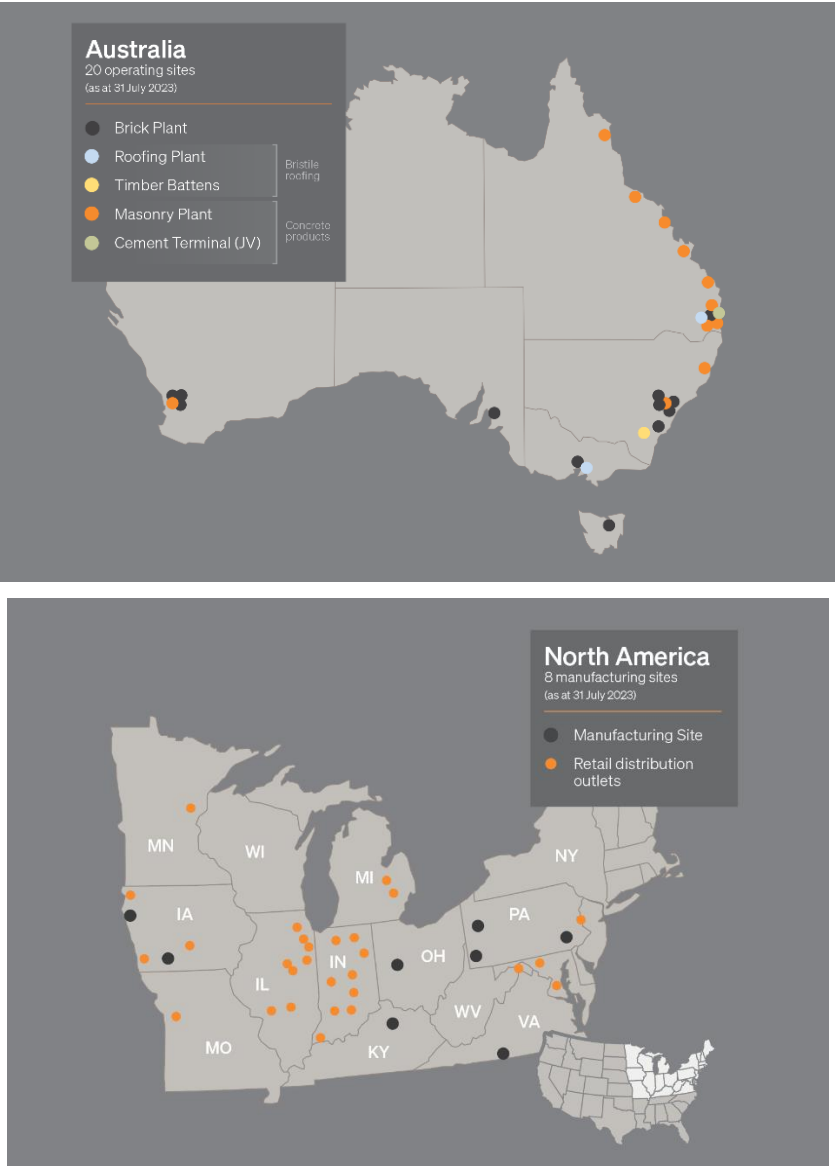 Australia
20 operating sites
(as at 31 July 2023)
Brick Plant
Roofing Plant
Timber Battens
Bristile
roofing
Masonry Plant
Cement Terminal (JV)
Concrete
products
North America
8 manufacturing sites
(as at 31 July 2023)
Manufacturing Site
Retail distribution
outlets
MN
WI
MI
NY
IA
PA
IL
IN
OH
WV
VA
MO
KY